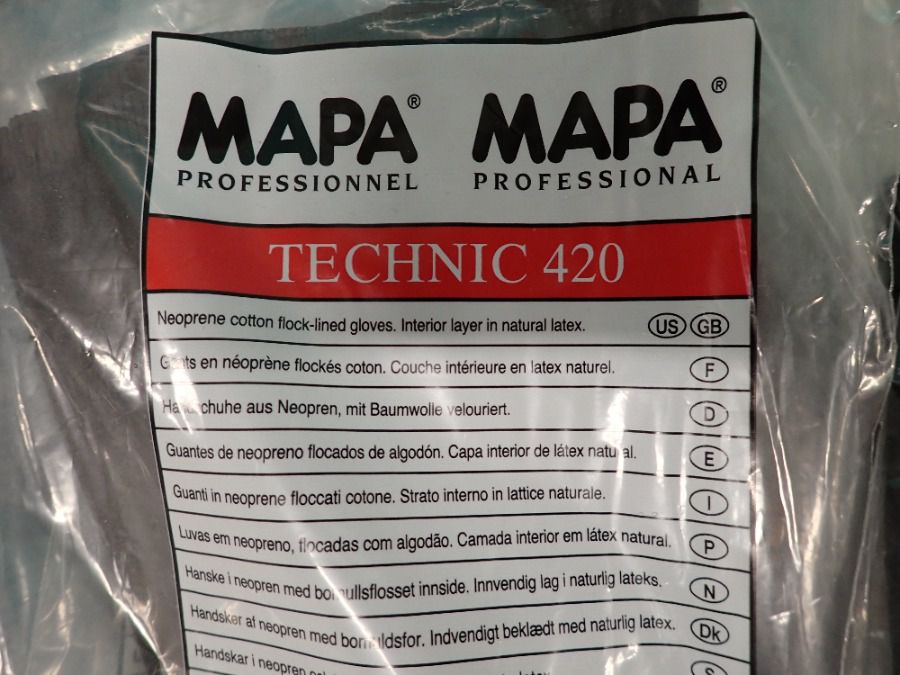 MAPA® MAPA®
PROFESSIONNEL PROFESSIONAL
TECHNIC 420
Neoprene cotton flock-lined gloves. Interior layer in natural latex. US GB
Gants en néoprène flockés coton. Couche intérieure en latex naturel. F
Handschuhe aus Neopren, mit Baumwolle velouriert. D
Guantes de neopreno flocados de algodón. Capa interior de látex natural. E
Guanti in neoprene floccati cotone. Strato interno in lattice naturale. I
Luvas em neopreno, flocadas com algodão. Camada interior em látex natural. P
Hanske i neopren med bomullsflosset innside. Innvendig lag i naturlig lateks. N
Handsker af neopren med bomuldsfor. Indvendigt beklædt med naturlig latex. Dk
Handskar i neopren latex. S